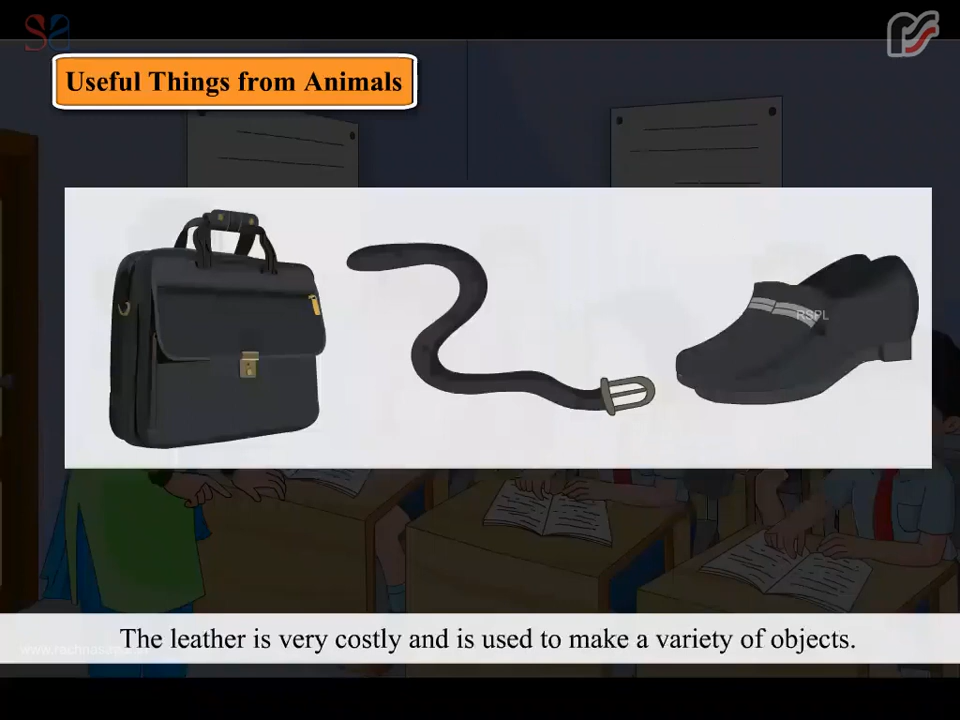 Useful Things from Animals
RSPL
The leather is very costly and is used to make a variety of objects.